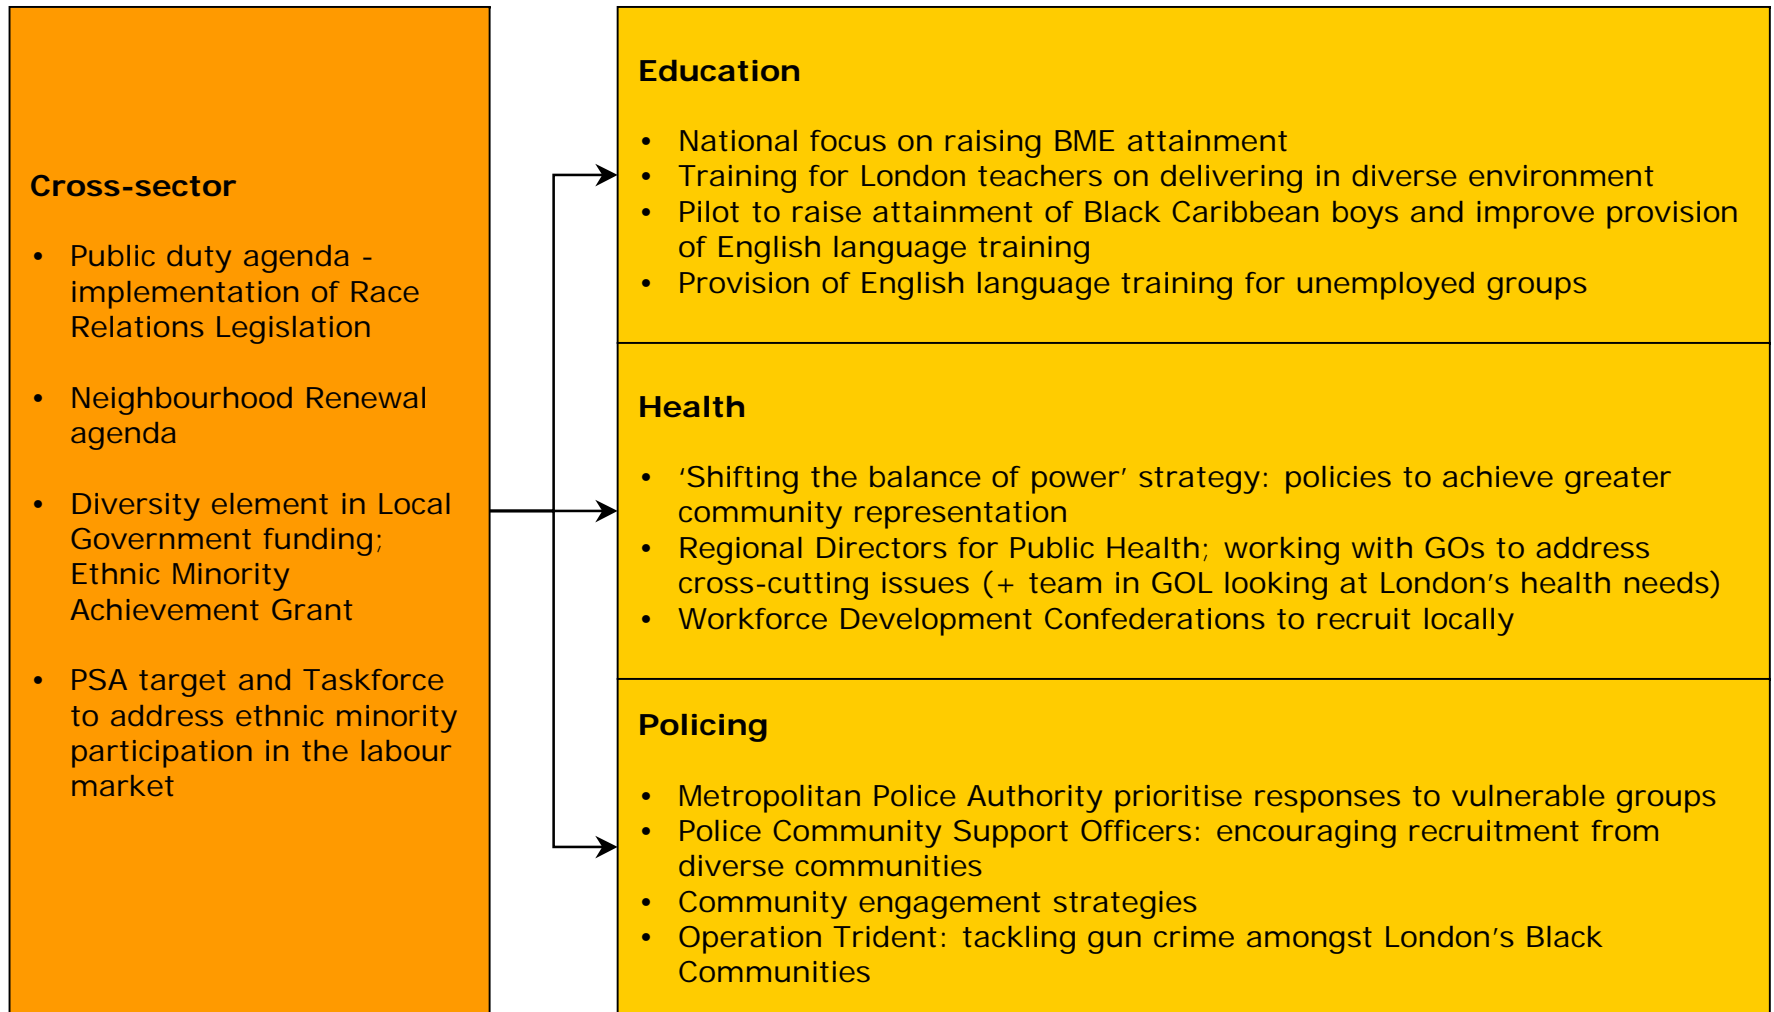 Cross-sector
• Public duty agenda -
implementation of Race
Relations Legislation
• Neighbourhood Renewal
agenda
• Diversity element in Local
Government funding;
Ethnic Minority
Achievement Grant
• PSA target and Taskforce
to address ethnic minority
participation in the labour
market
Education
• National focus on raising BME attainment
• Training for London teachers on delivering in diverse environment
• Pilot to raise attainment of Black Caribbean boys and improve provision
of English language training
• Provision of English language training for unemployed groups
Health
• ‘Shifting the balance of power’ strategy: policies to achieve greater
community representation
• Regional Directors for Public Health; working with GOs to address
cross-cutting issues (+ team in GOL looking at London’s health needs)
• Workforce Development Confederations to recruit locally
Policing
• Metropolitan Police Authority prioritise responses to vulnerable groups
• Police Community Support Officers: encouraging recruitment from
diverse communities
• Community engagement strategies
• Operation Trident: tackling gun crime amongst London’s Black
Communities